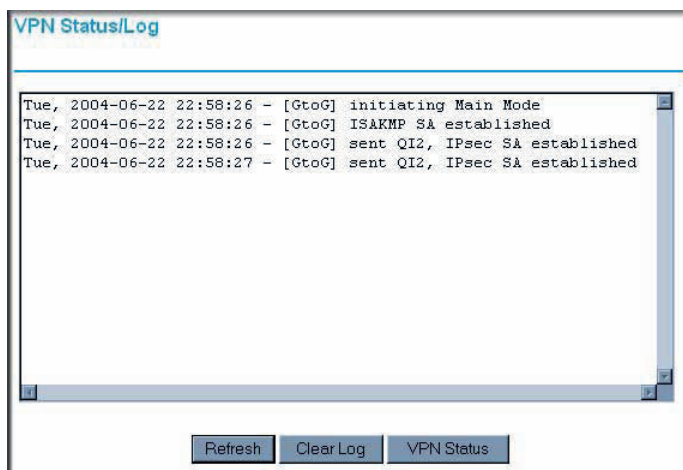 VPN Status/Log
Tue, 2004-06-22 22:58:26 - [GtoG] initiating Main Mode
Tue, 2004-06-22 22:58:26 - [GtoG] ISAKMP SA established
Tue, 2004-06-22 22:58:26 - [GtoG] sent QI2, IPsec SA established
Tue, 2004-06-22 22:58:27 - [GtoG] sent QI2, IPsec SA established
Refresh Clear Log VPN Status